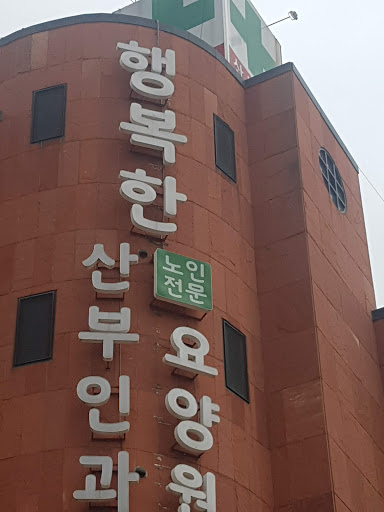 행복한
산부인과
노인
전문
요양원